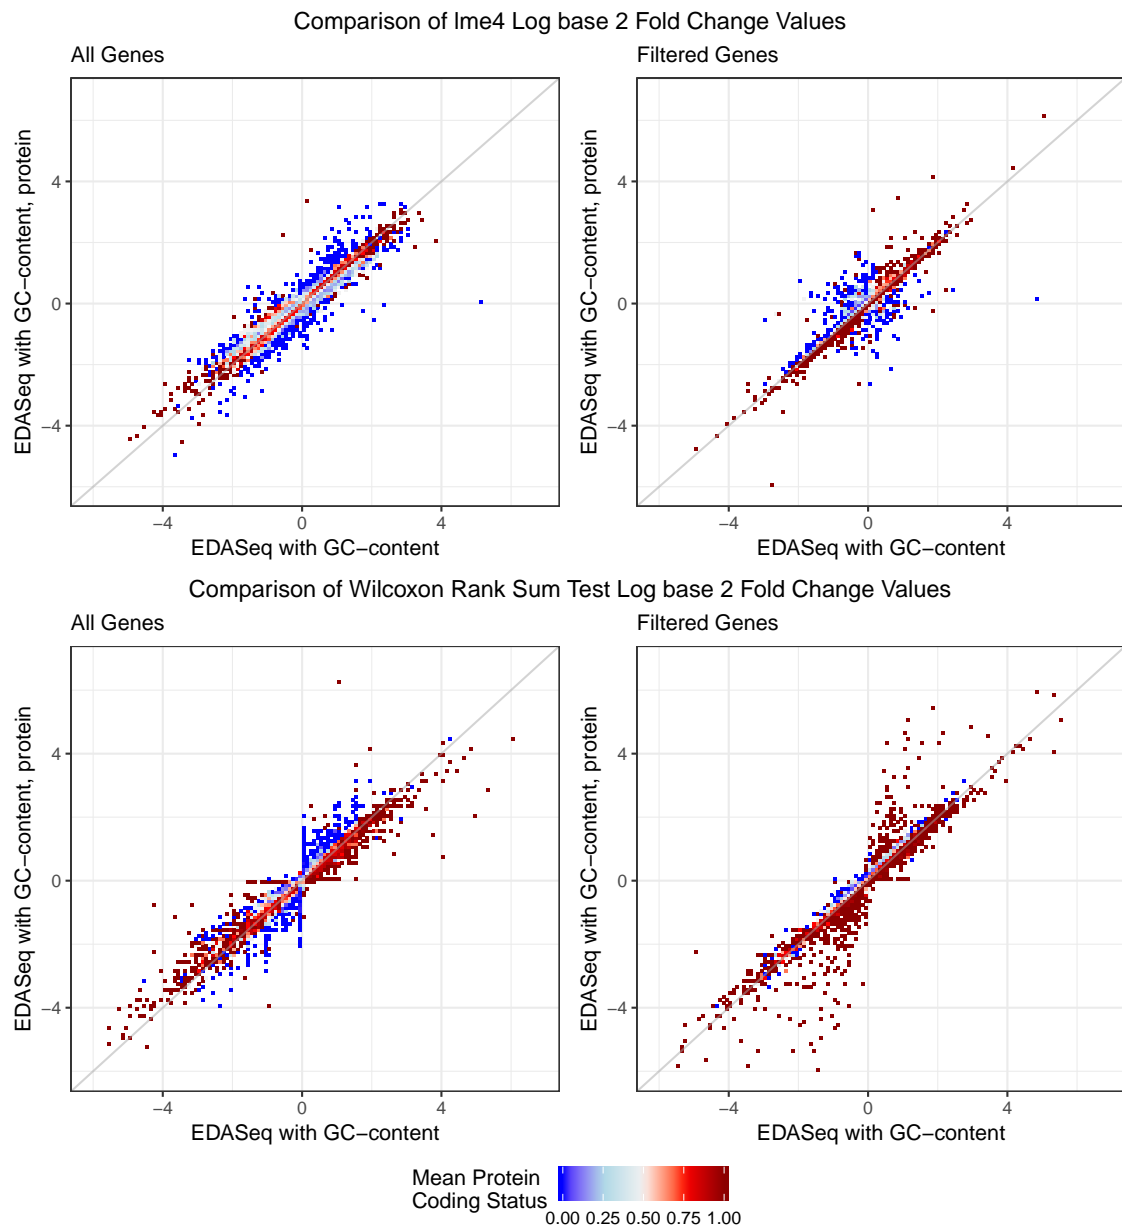 Comparison of lme4 Log base 2 Fold Change Values
All Genes
Filtered Genes
EDASeq with GC−content, protein
4
0
−4
−4 0 4
EDASeq with GC−content
EDASeq with GC−content, protein
4
0
−4
−4 0 4
EDASeq with GC−content
Comparison of Wilcoxon Rank Sum Test Log base 2 Fold Change Values
All Genes
Filtered Genes
EDASeq with GC−content, protein
4
0
−4
−4 0 4
EDASeq with GC−content
EDASeq with GC−content, protein
4
0
−4
−4 0 4
EDASeq with GC−content
Mean Protein
Coding Status
0.00 0.25 0.50 0.75 1.00